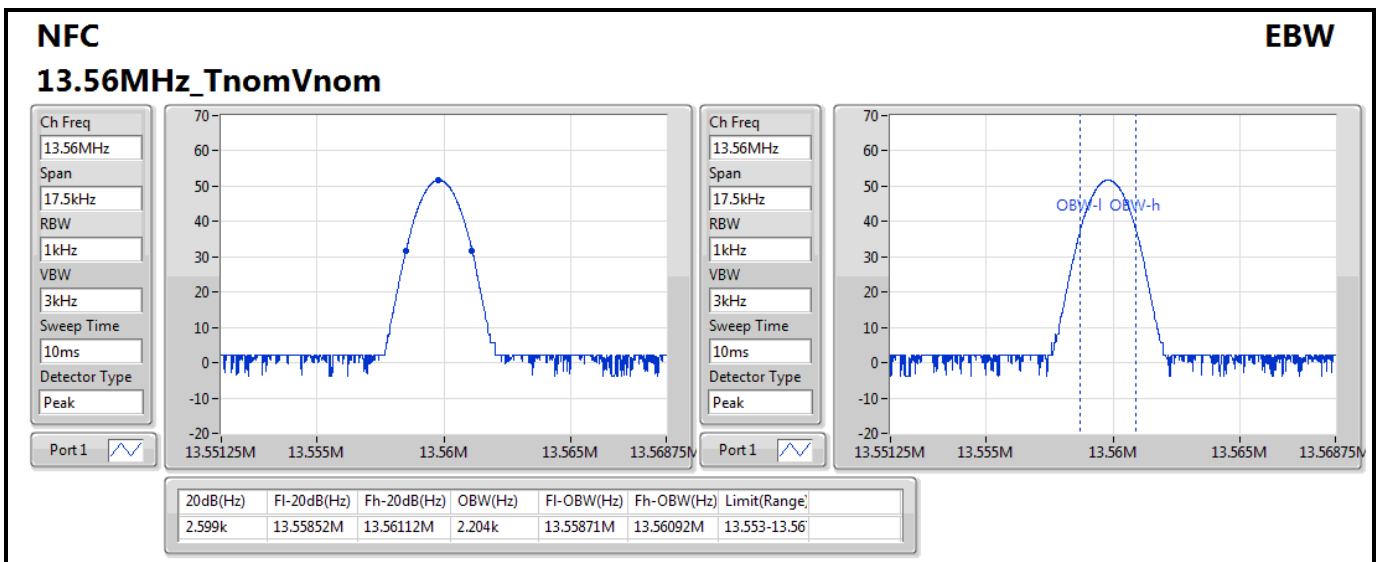 NFC
EBW
13.56MHz_TnomVnom
Ch Freq
13.56MHz
Span
17.5kHz
RBW
1kHz
VBW
3kHz
Sweep Time
10ms
Detector Type
Peak
Port 1
70
60
50
40
30
20
10
0
-10
-20
13.55125M 13.555M 13.56M 13.565M 13.56875M
Ch Freq
13.56MHz
Span
17.5kHz
RBW
1kHz
VBW
3kHz
Sweep Time
10ms
Detector Type
Peak
Port 1
70
60
50
40
30
20
10
0
-10
-20
OBW-l OBW-h
13.55125M 13.555M 13.56M 13.565M 13.56875M
20dB(Hz) Fl-20dB(Hz) Fh-20dB(Hz) OBW(Hz) Fl-OBW(Hz) Fh-OBW(Hz) Limit(Range)
2.599k 13.55852M 13.56112M 2.204k 13.55871M 13.56092M 13.553-13.56